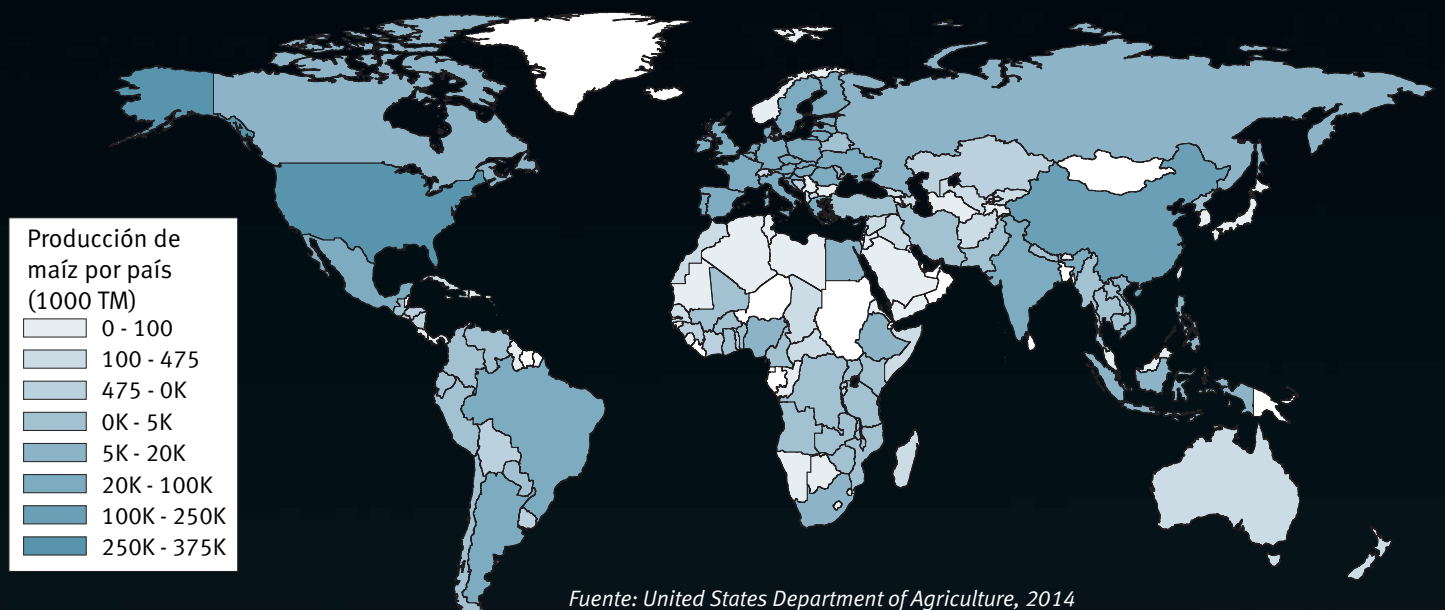 Producción de
maíz por país
(1000 TM)
0 - 100
100 - 475
475 - 0K
0K - 5K
5K - 20K
20K - 100K
100K - 250K
250K - 375K
Fuente: United States Department of Agriculture, 2014